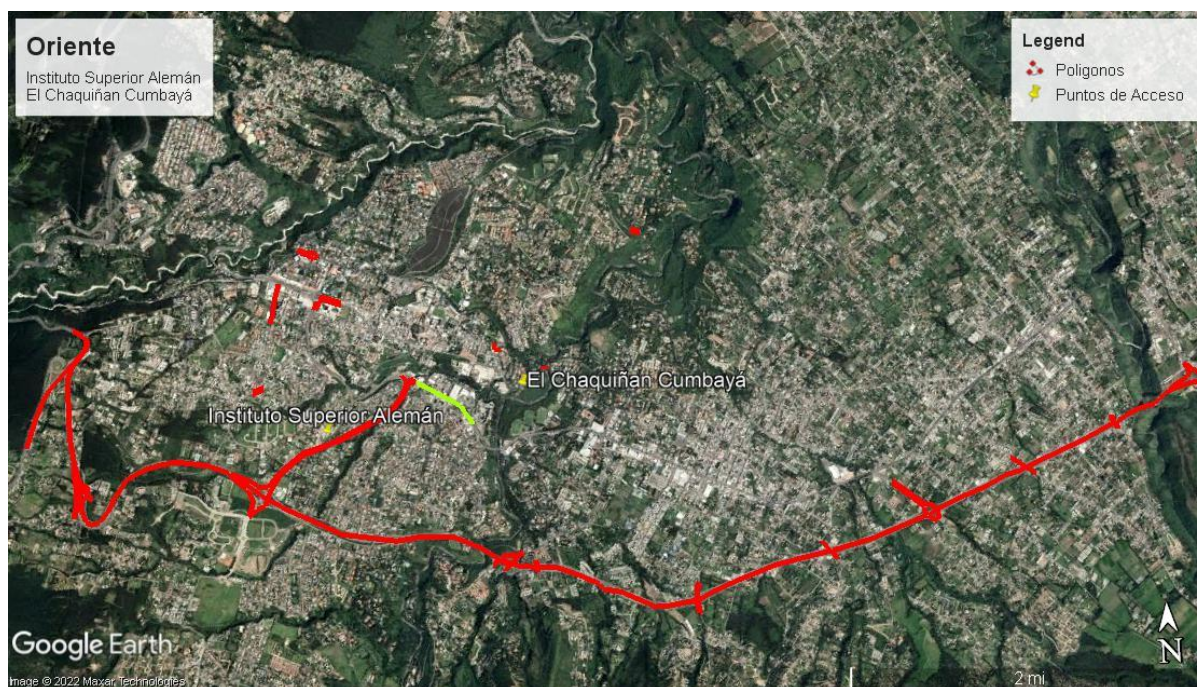 Oriente
Instituto Superior Alemán
El Chaquiñan Cumbayá
Legend
Poligonos
Puntos de Acceso
El Chaquiñan Cumbayá
Instituto Superior Alemán
Google Earth
Image © 2022 Maxar Technologies
N
2 mi